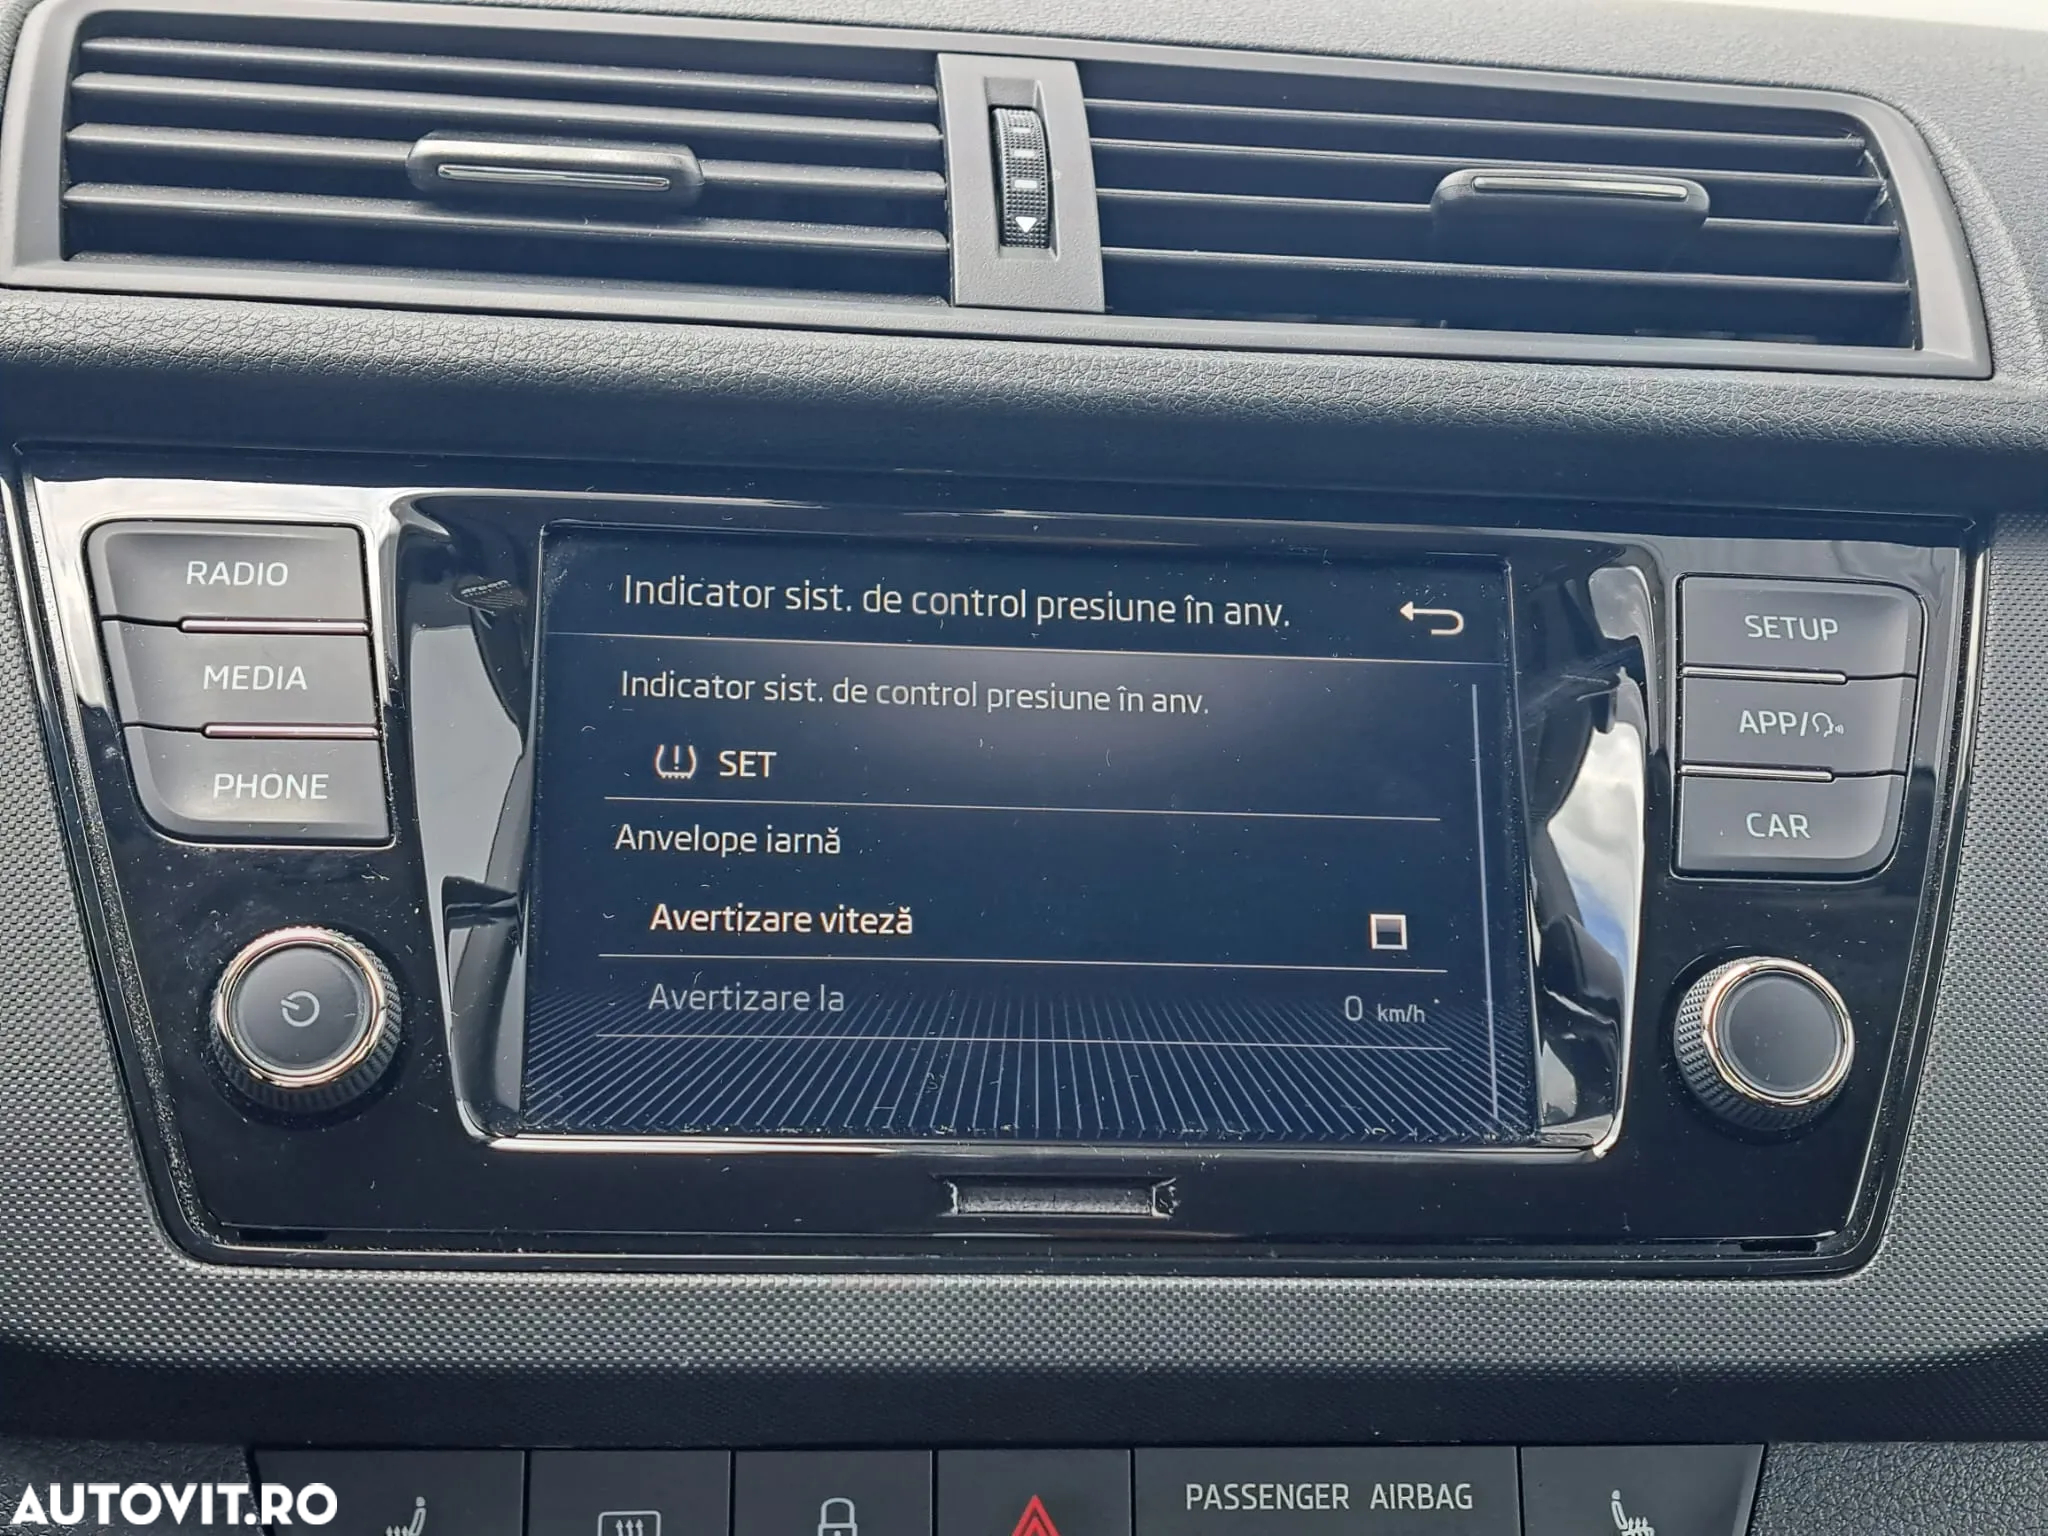 RADIO
MEDIA
PHONE
Indicator sist. de control presiune în anv.
Indicator sist. de control presiune în anv.
SET
Anvelope iarnă
Avertizare viteză
Avertizare la 0 km/h
SETUP
APP/
CAR
PASSENGER AIRBAG
AUTOVIT.RO